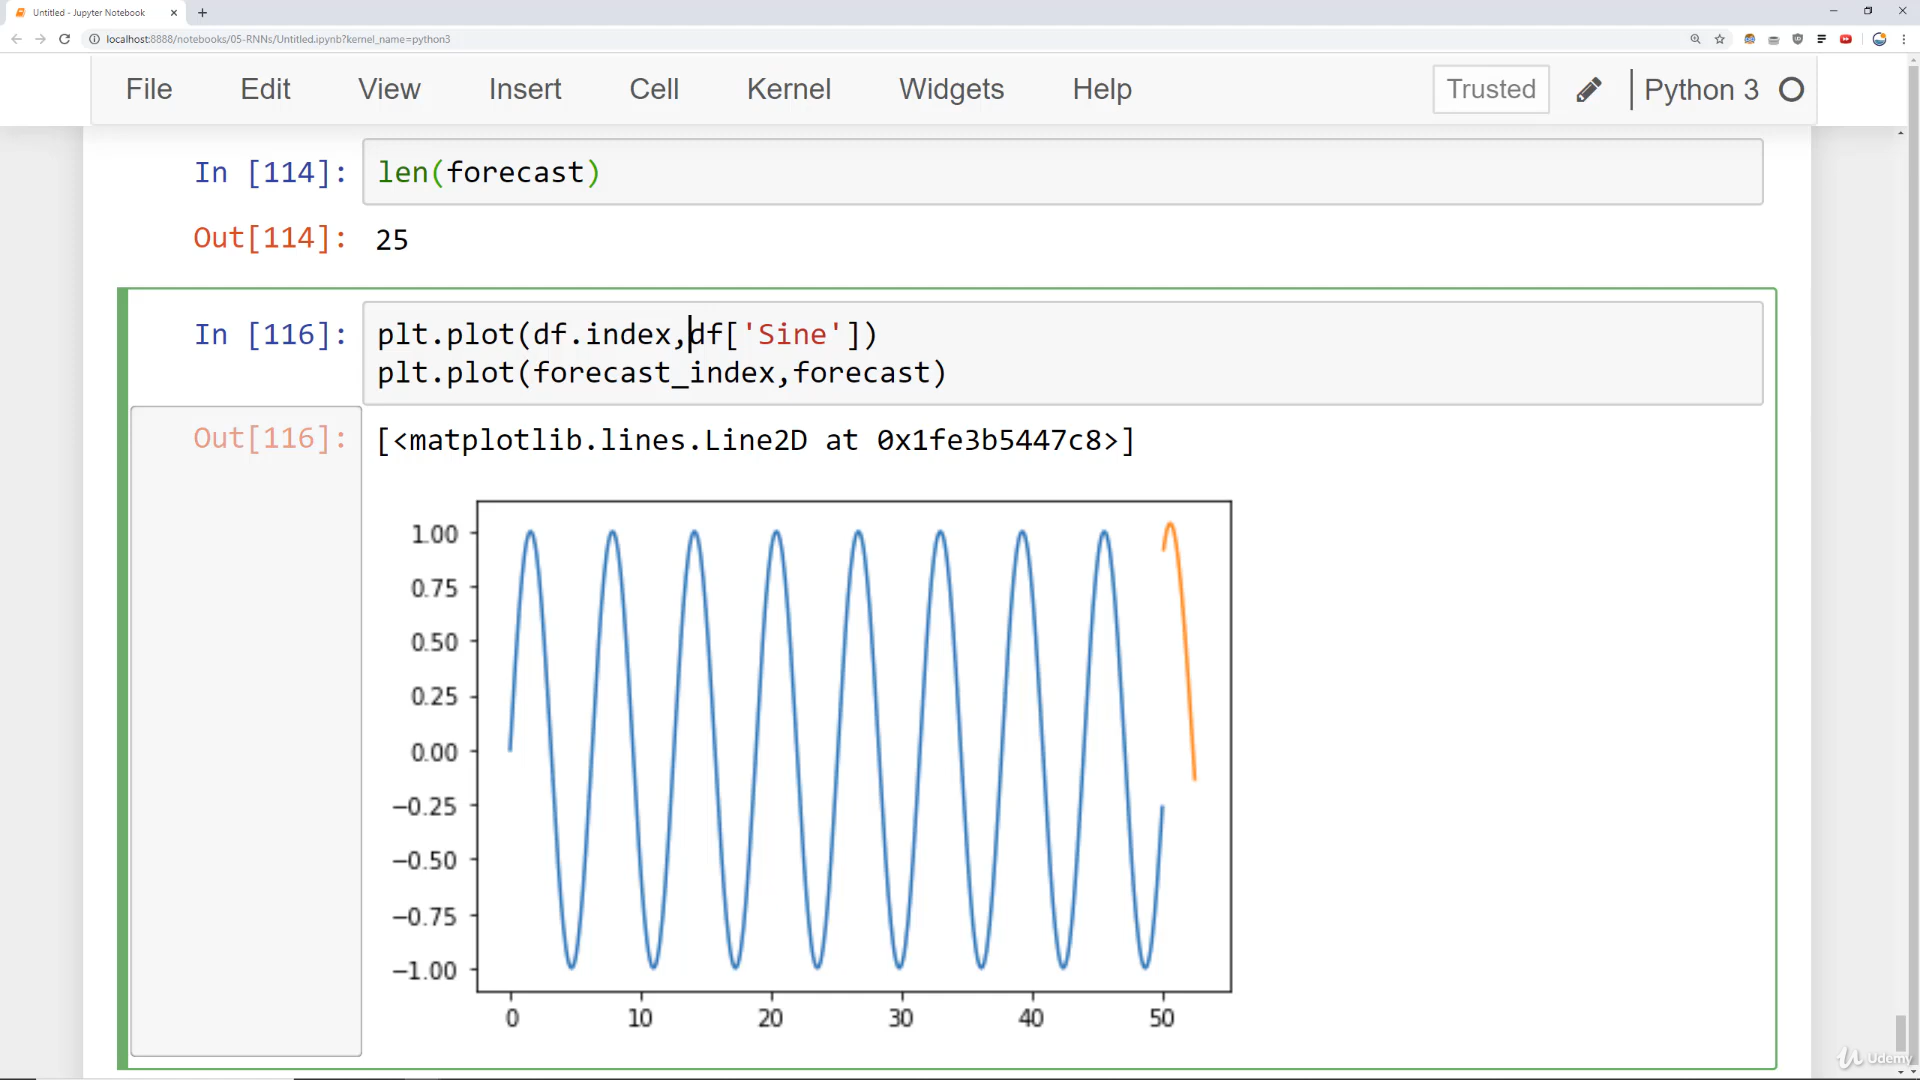 Untitled - Jupyter Notebook
localhost:8888/notebooks/05-RNNs/Untitled.ipynb?kernel_name=python3
File Edit View Insert Cell Kernel Widgets Help Trusted Python 3
In [114]: len(forecast)
Out[114]: 25
In [116]: plt.plot(df.index,df['Sine'])
plt.plot(forecast_index,forecast)
Out[116]: [<matplotlib.lines.Line2D at 0x1fe3b5447c8>]
1.00
0.75
0.50
0.25
0.00
−0.25
−0.50
−0.75
−1.00
0 10 20 30 40 50
Udemy